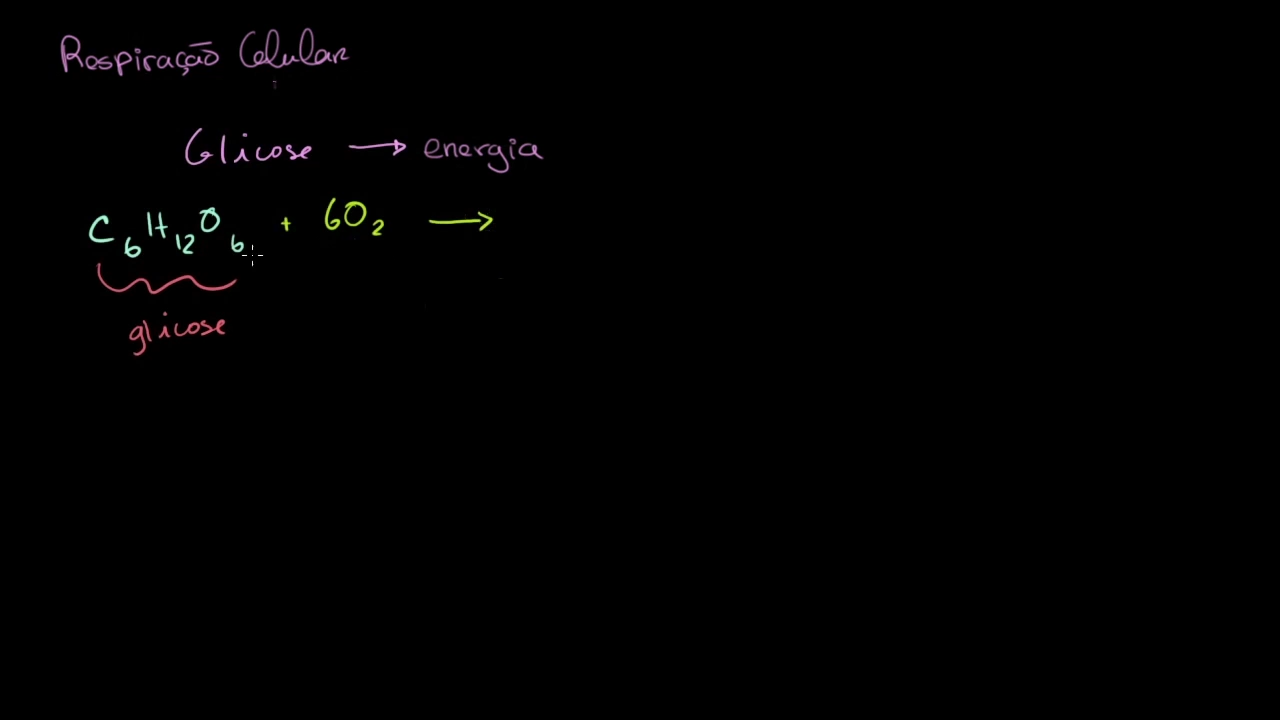 Respiração Celular
Glicose → energia
C₆H₁₂O₆ + 6O₂ →
glicose